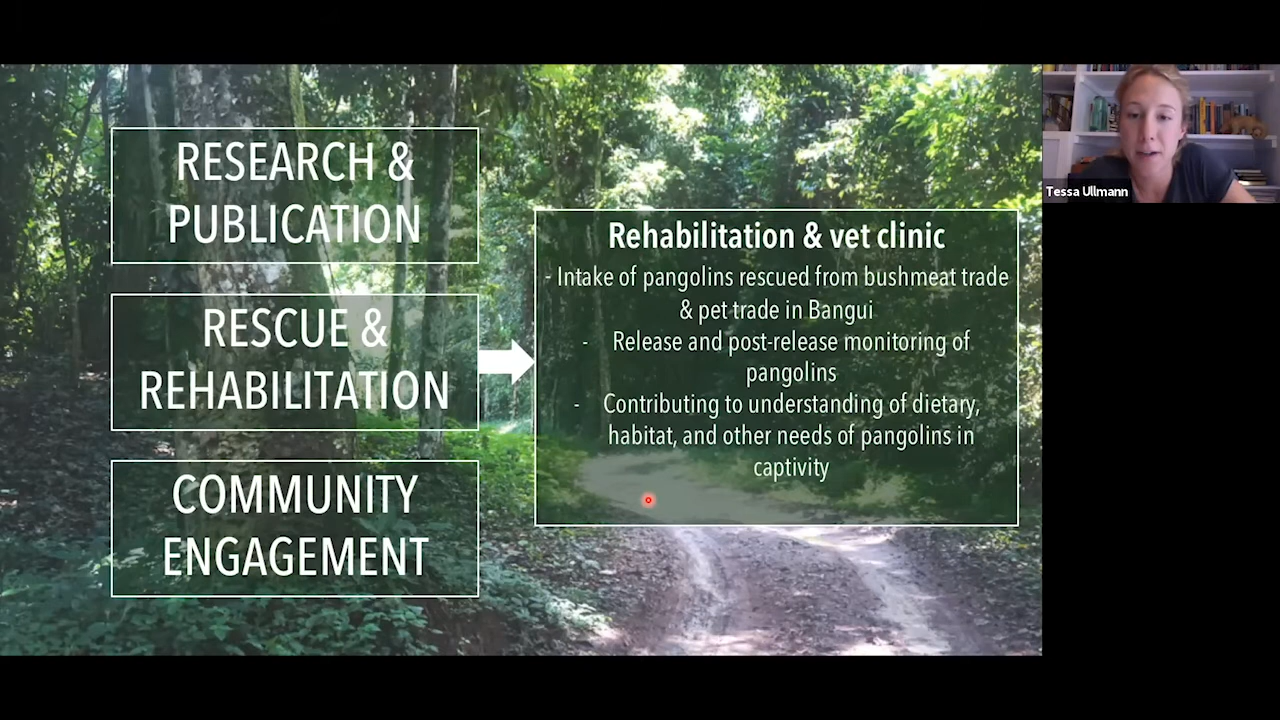 RESEARCH &
PUBLICATION
RESCUE &
REHABILITATION
COMMUNITY
ENGAGEMENT
Rehabilitation & vet clinic
- Intake of pangolins rescued from bushmeat trade
& pet trade in Bangui
- Release and post-release monitoring of
pangolins
- Contributing to understanding of dietary,
habitat, and other needs of pangolins in
captivity
Tessa Ullmann